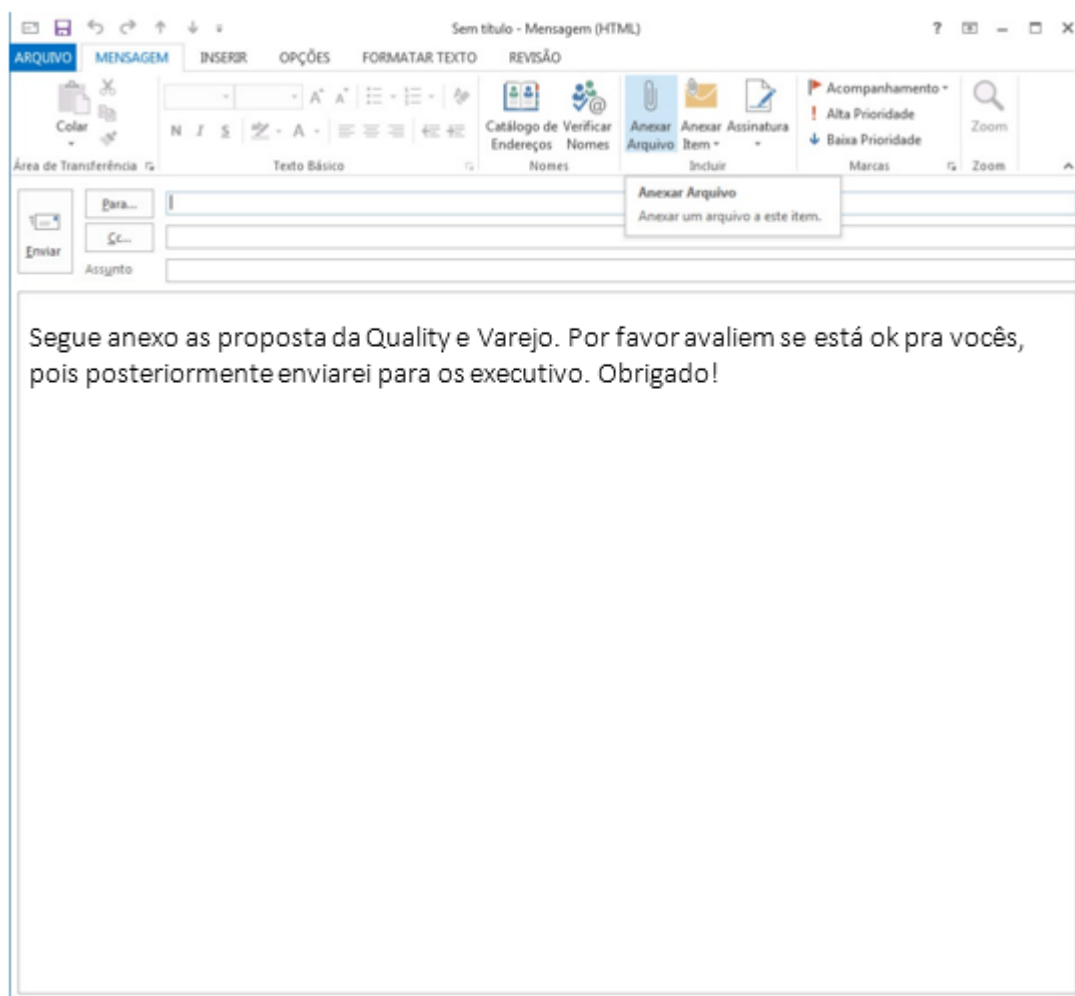 Sem título - Mensagem (HTML) ?
ARQUIVO MENSAGEM INSERIR OPÇÕES FORMATAR TEXTO REVISÃO
Colar
N I S A
Catálogo de Endereços
Verificar Nomes
Anexar Arquivo
Anexar Item
Assinatura
Acompanhamento
! Alta Prioridade
Baixa Prioridade
Zoom
Área de Transferência Texto Básico Nomes Incluir Marcas Zoom
Anexar Arquivo
Anexar um arquivo a este item.
Enviar
Para...
Cc...
Assunto
Segue anexo as proposta da Quality e Varejo. Por favor avaliem se está ok pra vocês,
pois posteriormente enviarei para os executivo. Obrigado!